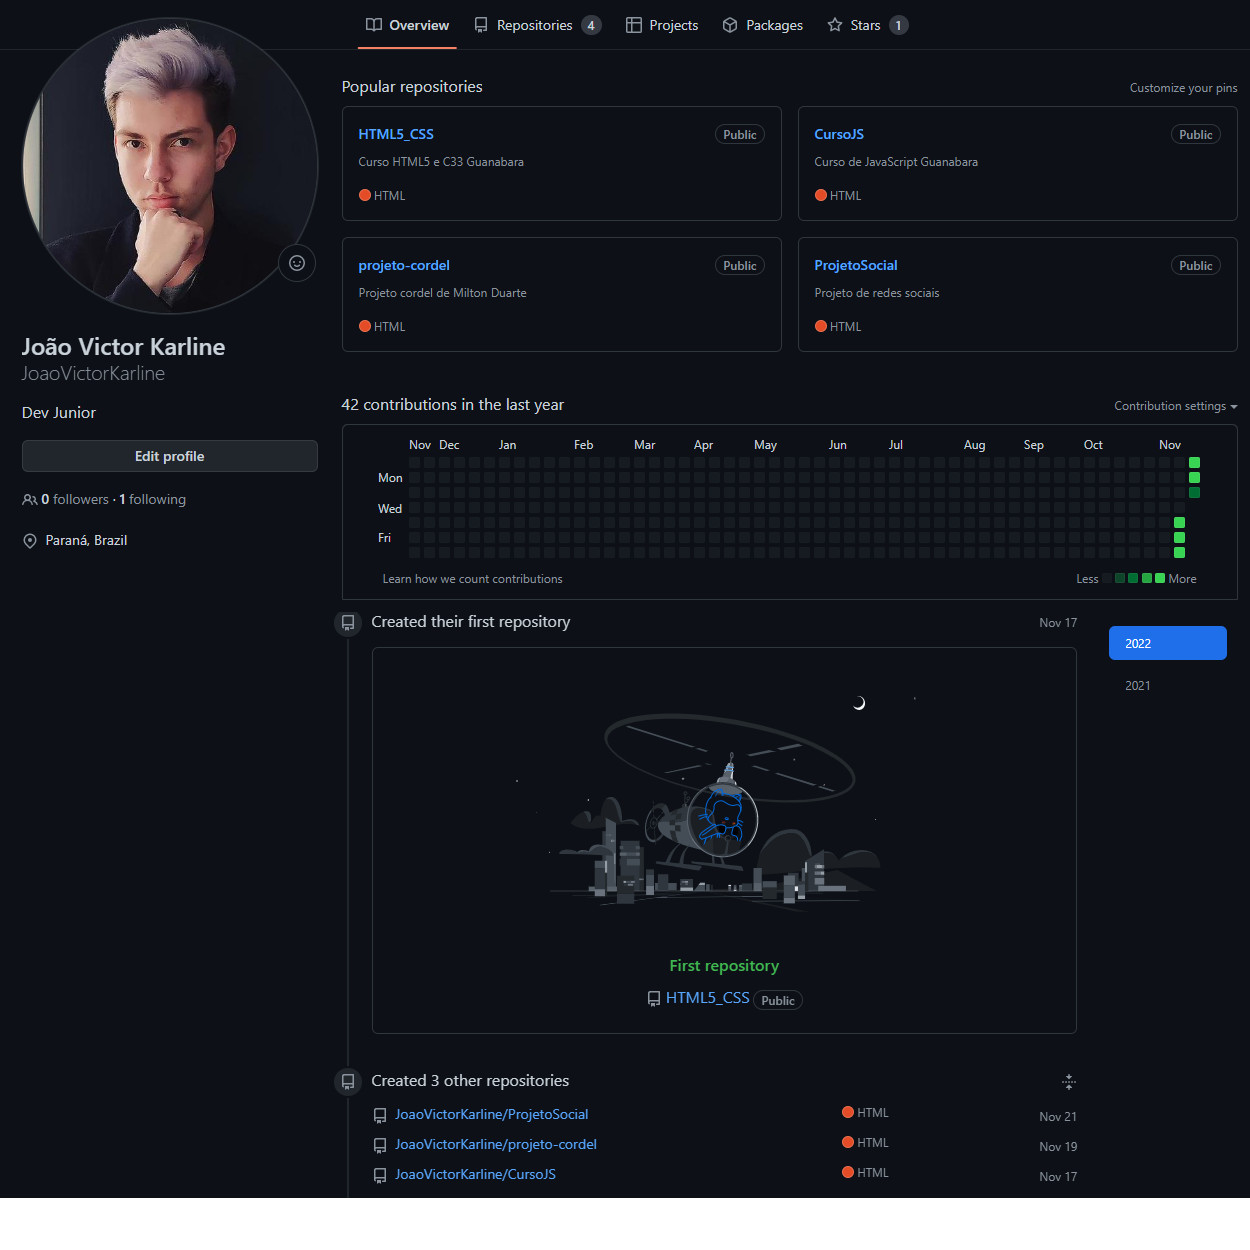 Overview Repositories 4 Projects Packages Stars 1
Popular repositories Customize your pins
HTML5_CSS Public
Curso HTML5 e C33 Guanabara
HTML
CursoJS Public
Curso de JavaScript Guanabara
HTML
projeto-cordel Public
Projeto cordel de Milton Duarte
HTML
ProjetoSocial Public
Projeto de redes sociais
HTML
João Victor Karline
JoaoVictorKarline
Dev Junior
Edit profile
0 followers · 1 following
Paraná, Brazil
42 contributions in the last year Contribution settings
Nov Dec Jan Feb Mar Apr May Jun Jul Aug Sep Oct Nov
Mon
Wed
Fri
Learn how we count contributions Less More
Created their first repository Nov 17
2022
2021
First repository
HTML5_CSS Public
Created 3 other repositories
JoaoVictorKarline/ProjetoSocial HTML Nov 21
JoaoVictorKarline/projeto-cordel HTML Nov 19
JoaoVictorKarline/CursoJS HTML Nov 17